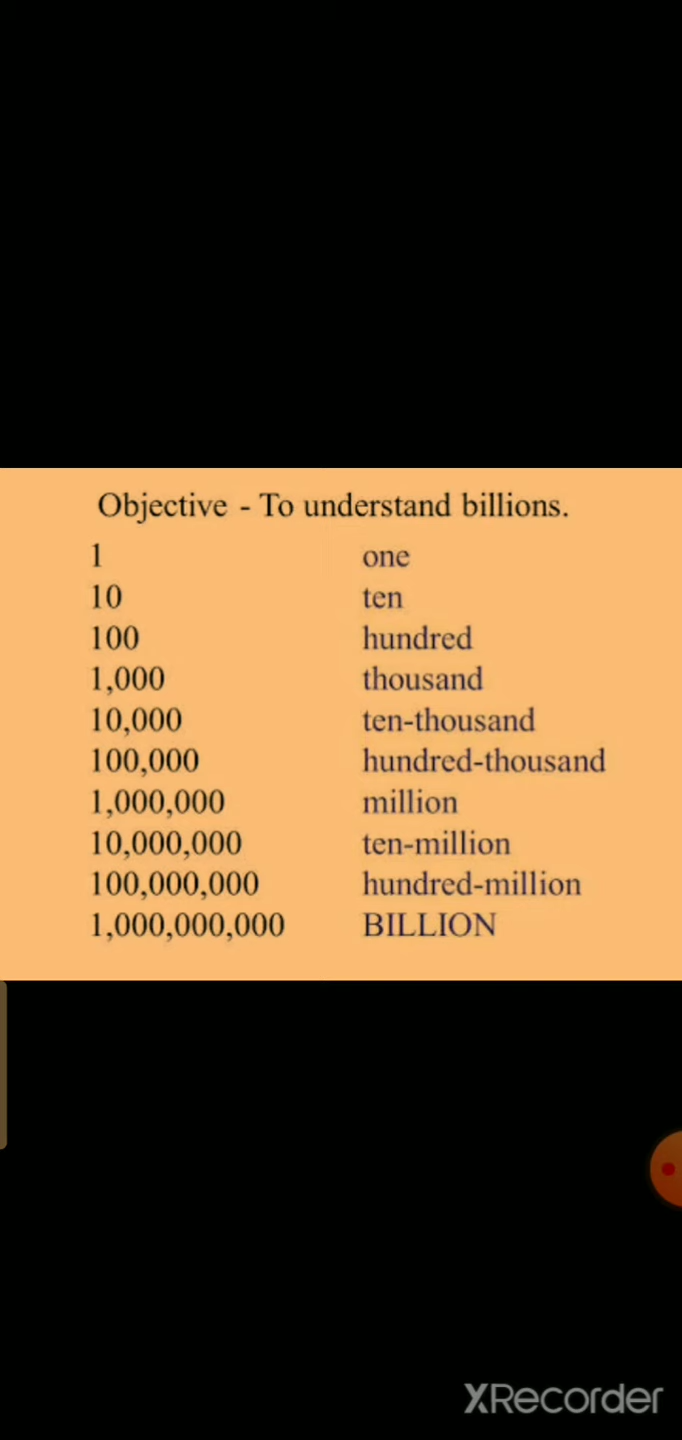 Objective - To understand billions.
1 one
10 ten
100 hundred
1,000 thousand
10,000 ten-thousand
100,000 hundred-thousand
1,000,000 million
10,000,000 ten-million
100,000,000 hundred-million
1,000,000,000 BILLION
XRecorder